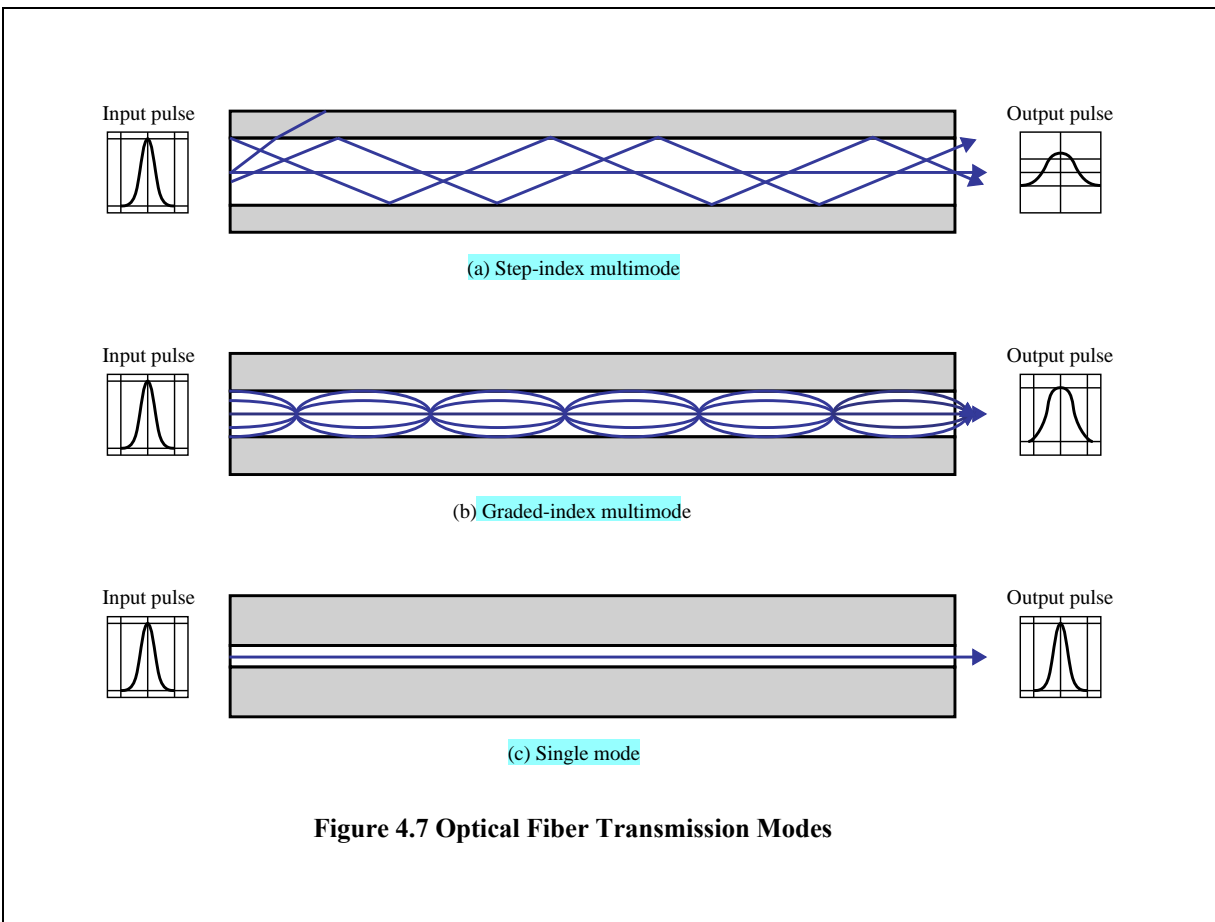 Input pulse
Output pulse
(a) Step-index multimode
Input pulse
Output pulse
(b) Graded-index multimode
Input pulse
Output pulse
(c) Single mode
Figure 4.7 Optical Fiber Transmission Modes